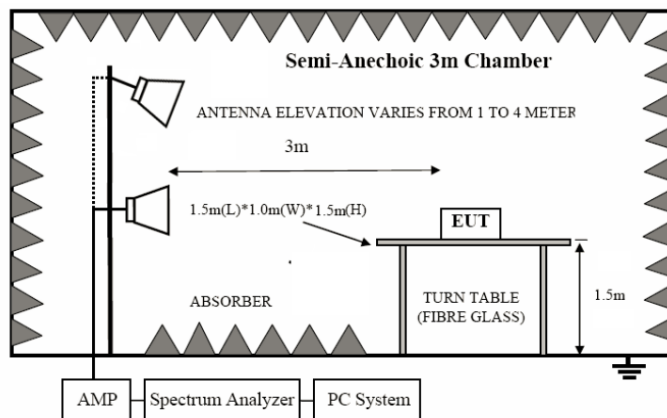 Semi-Anechoic 3m Chamber
ANTENNA ELEVATION VARIES FROM 1 TO 4 METER
3m
1.5m(L)*1.0m(W)*1.5m(H)
EUT
ABSORBER
TURN TABLE
(FIBRE GLASS)
1.5m
AMP
Spectrum Analyzer
PC System